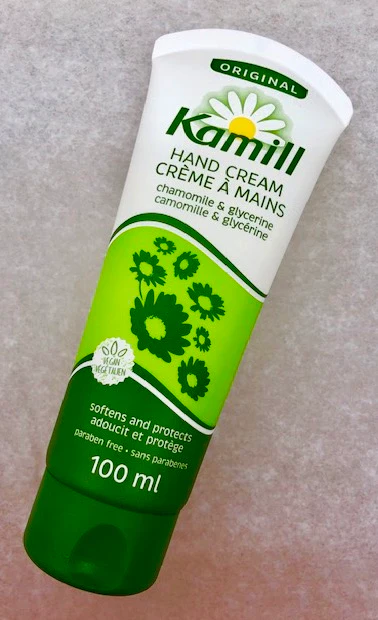 ORIGINAL
Kamill
HAND CREAM
CRÈME À MAINS
chamomile & glycerine
camomille & glycérine
VEGAN
VÉGÉTALIEN
softens and protects
adoucit et protège
paraben free • sans parabènes
100 ml